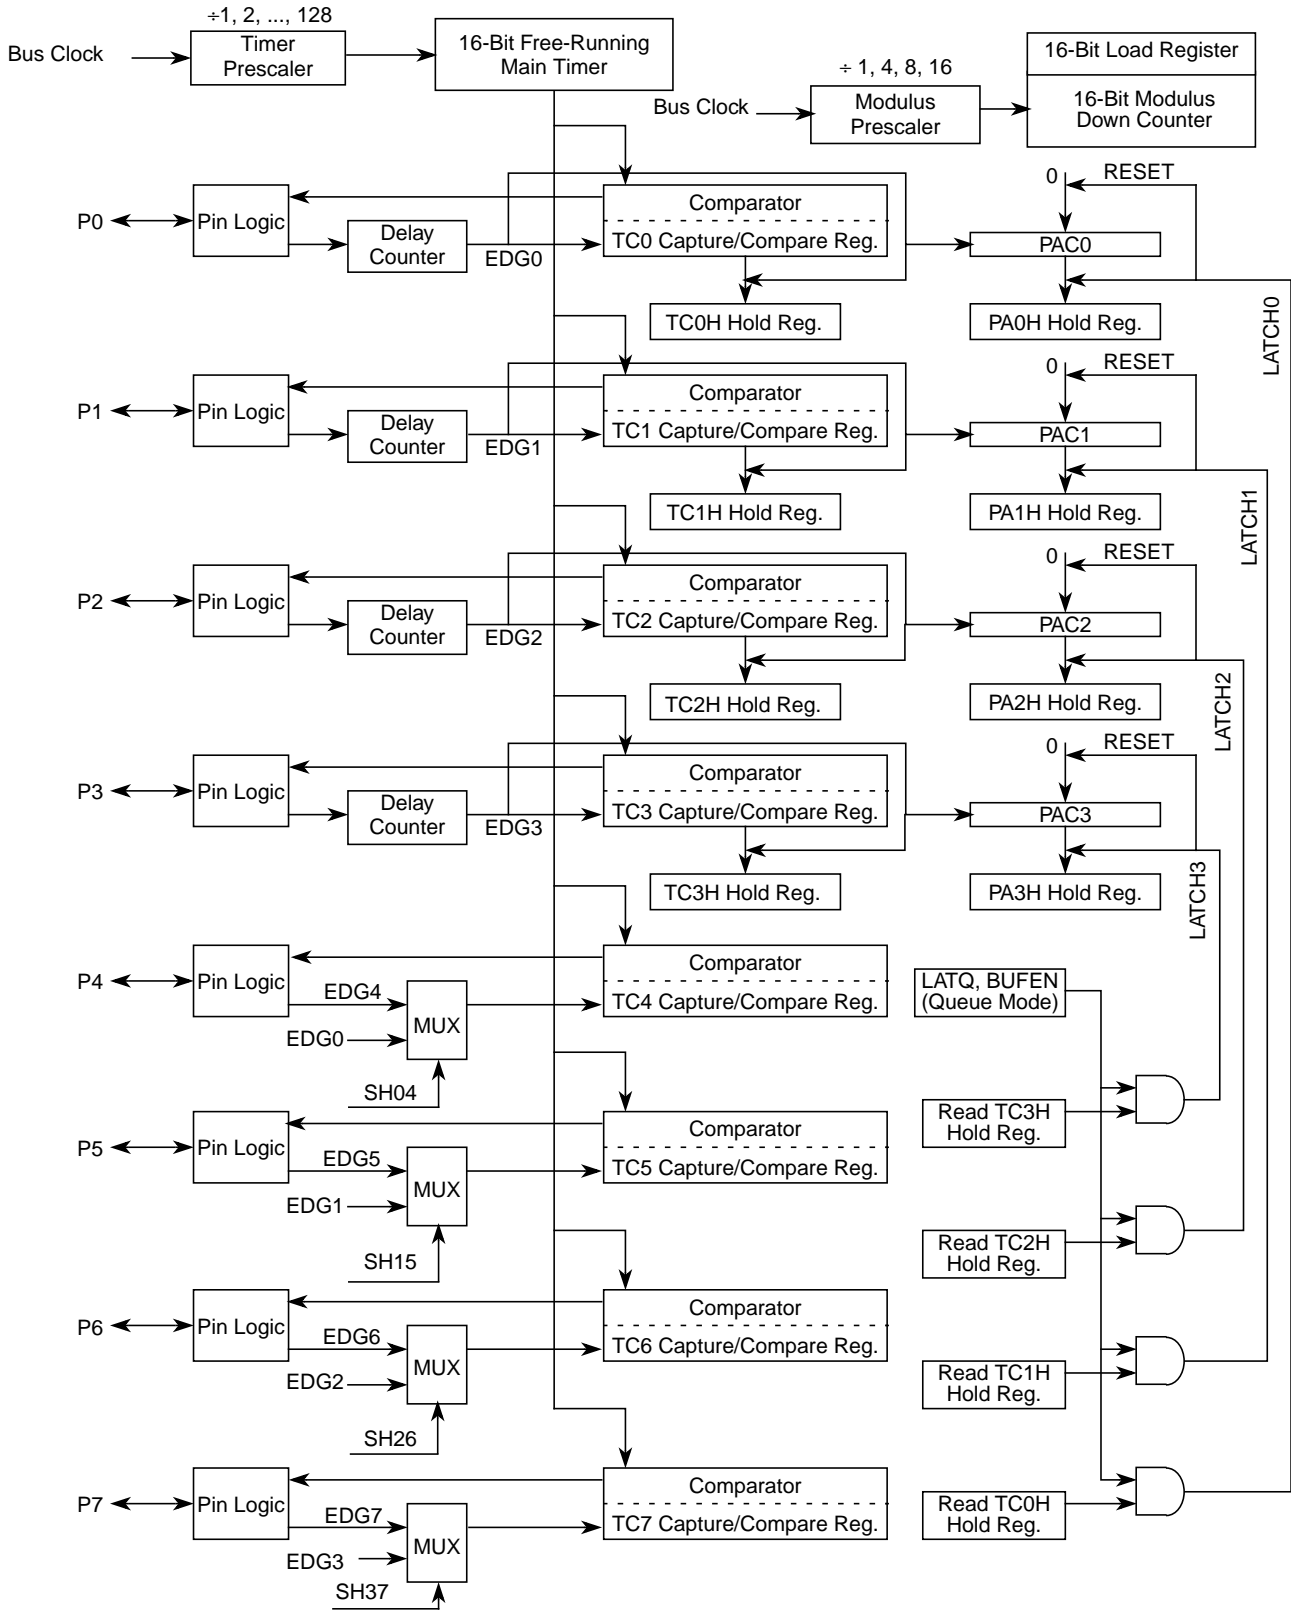 ÷1, 2, ..., 128
Bus Clock
Timer
Prescaler
16-Bit Free-Running
Main Timer
÷ 1, 4, 8, 16
Bus Clock
Modulus
Prescaler
16-Bit Load Register
16-Bit Modulus
Down Counter
P0
Pin Logic
Delay
Counter
EDG0
Comparator
TC0 Capture/Compare Reg.
TC0H Hold Reg.
0
RESET
PAC0
PA0H Hold Reg.
LATCH0
P1
Pin Logic
Delay
Counter
EDG1
Comparator
TC1 Capture/Compare Reg.
TC1H Hold Reg.
0
RESET
PAC1
PA1H Hold Reg.
LATCH1
P2
Pin Logic
Delay
Counter
EDG2
Comparator
TC2 Capture/Compare Reg.
TC2H Hold Reg.
0
RESET
PAC2
PA2H Hold Reg.
LATCH2
P3
Pin Logic
Delay
Counter
EDG3
Comparator
TC3 Capture/Compare Reg.
TC3H Hold Reg.
0
RESET
PAC3
PA3H Hold Reg.
LATCH3
P4
Pin Logic
EDG4
EDG0
MUX
SH04
Comparator
TC4 Capture/Compare Reg.
LATQ, BUFEN
(Queue Mode)
P5
Pin Logic
EDG5
EDG1
MUX
SH15
Comparator
TC5 Capture/Compare Reg.
Read TC3H
Hold Reg.
Read TC2H
Hold Reg.
P6
Pin Logic
EDG6
EDG2
MUX
SH26
Comparator
TC6 Capture/Compare Reg.
Read TC1H
Hold Reg.
P7
Pin Logic
EDG7
EDG3
MUX
SH37
Comparator
TC7 Capture/Compare Reg.
Read TC0H
Hold Reg.